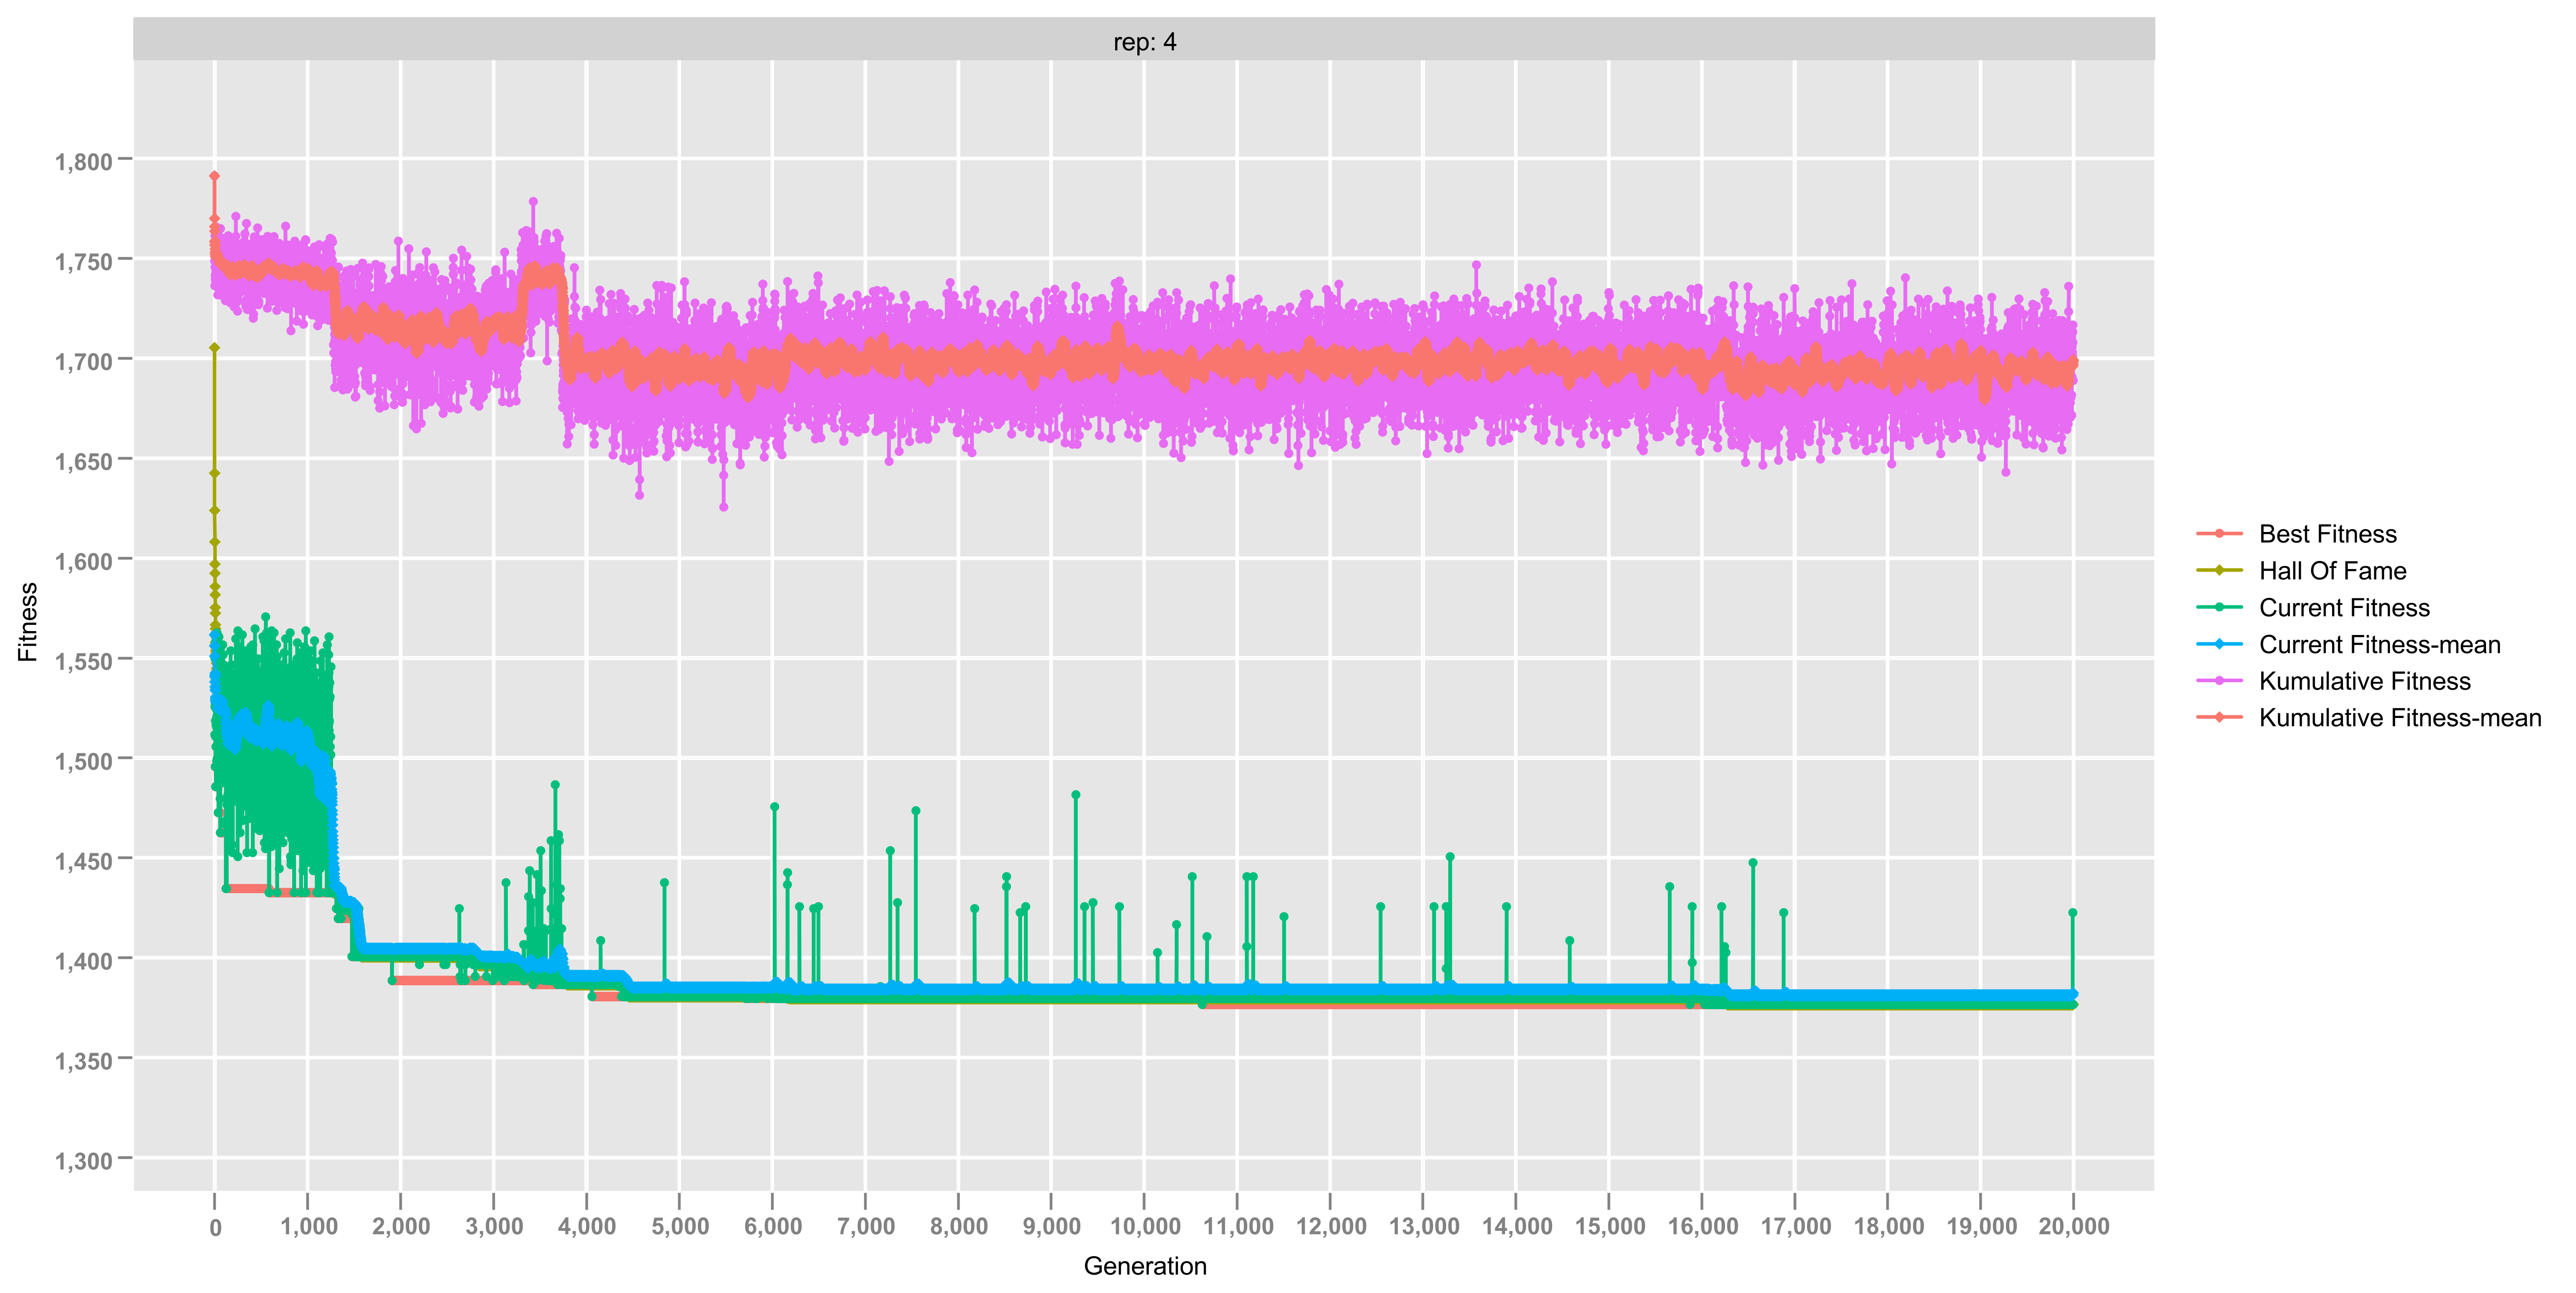 rep: 4
1,800
1,750
1,700
1,650
1,600
1,550
1,500
1,450
1,400
1,350
1,300
Fitness
0 1,000 2,000 3,000 4,000 5,000 6,000 7,000 8,000 9,000 10,000 11,000 12,000 13,000 14,000 15,000 16,000 17,000 18,000 19,000 20,000
Generation
Best Fitness
Hall Of Fame
Current Fitness
Current Fitness-mean
Kumulative Fitness
Kumulative Fitness-mean